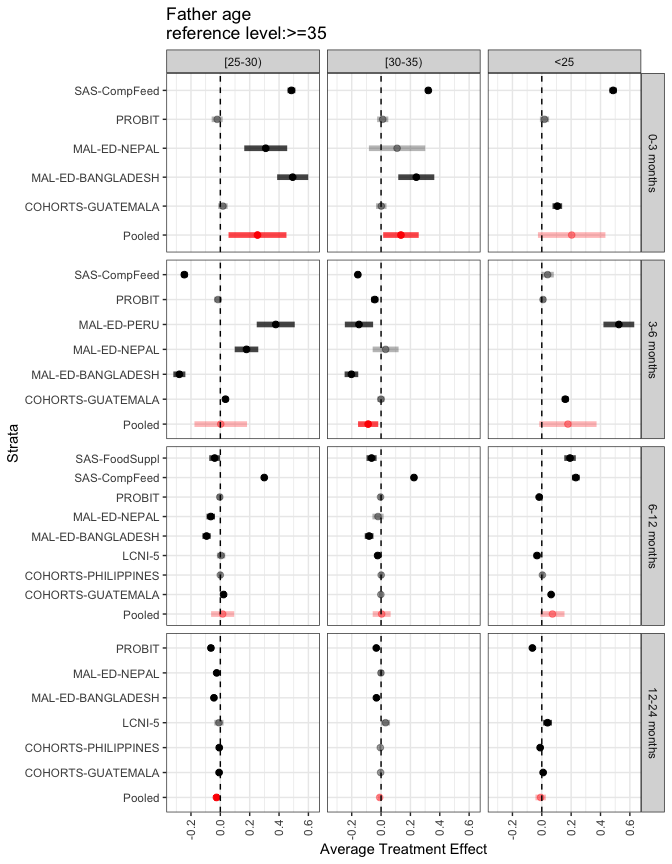 Father age
reference level:>=35
[25-30)
[30-35)
<25
SAS-CompFeed
PROBIT
MAL-ED-NEPAL
MAL-ED-BANGLADESH
COHORTS-GUATEMALA
Pooled
0-3 months
SAS-CompFeed
PROBIT
MAL-ED-PERU
MAL-ED-NEPAL
MAL-ED-BANGLADESH
COHORTS-GUATEMALA
Pooled
3-6 months
Strata
SAS-FoodSuppl
SAS-CompFeed
PROBIT
MAL-ED-NEPAL
MAL-ED-BANGLADESH
LCNI-5
COHORTS-PHILIPPINES
COHORTS-GUATEMALA
Pooled
6-12 months
PROBIT
MAL-ED-NEPAL
MAL-ED-BANGLADESH
LCNI-5
COHORTS-PHILIPPINES
COHORTS-GUATEMALA
Pooled
12-24 months
-0.2 0.0 0.2 0.4 0.6
-0.2 0.0 0.2 0.4 0.6
-0.2 0.0 0.2 0.4 0.6
Average Treatment Effect